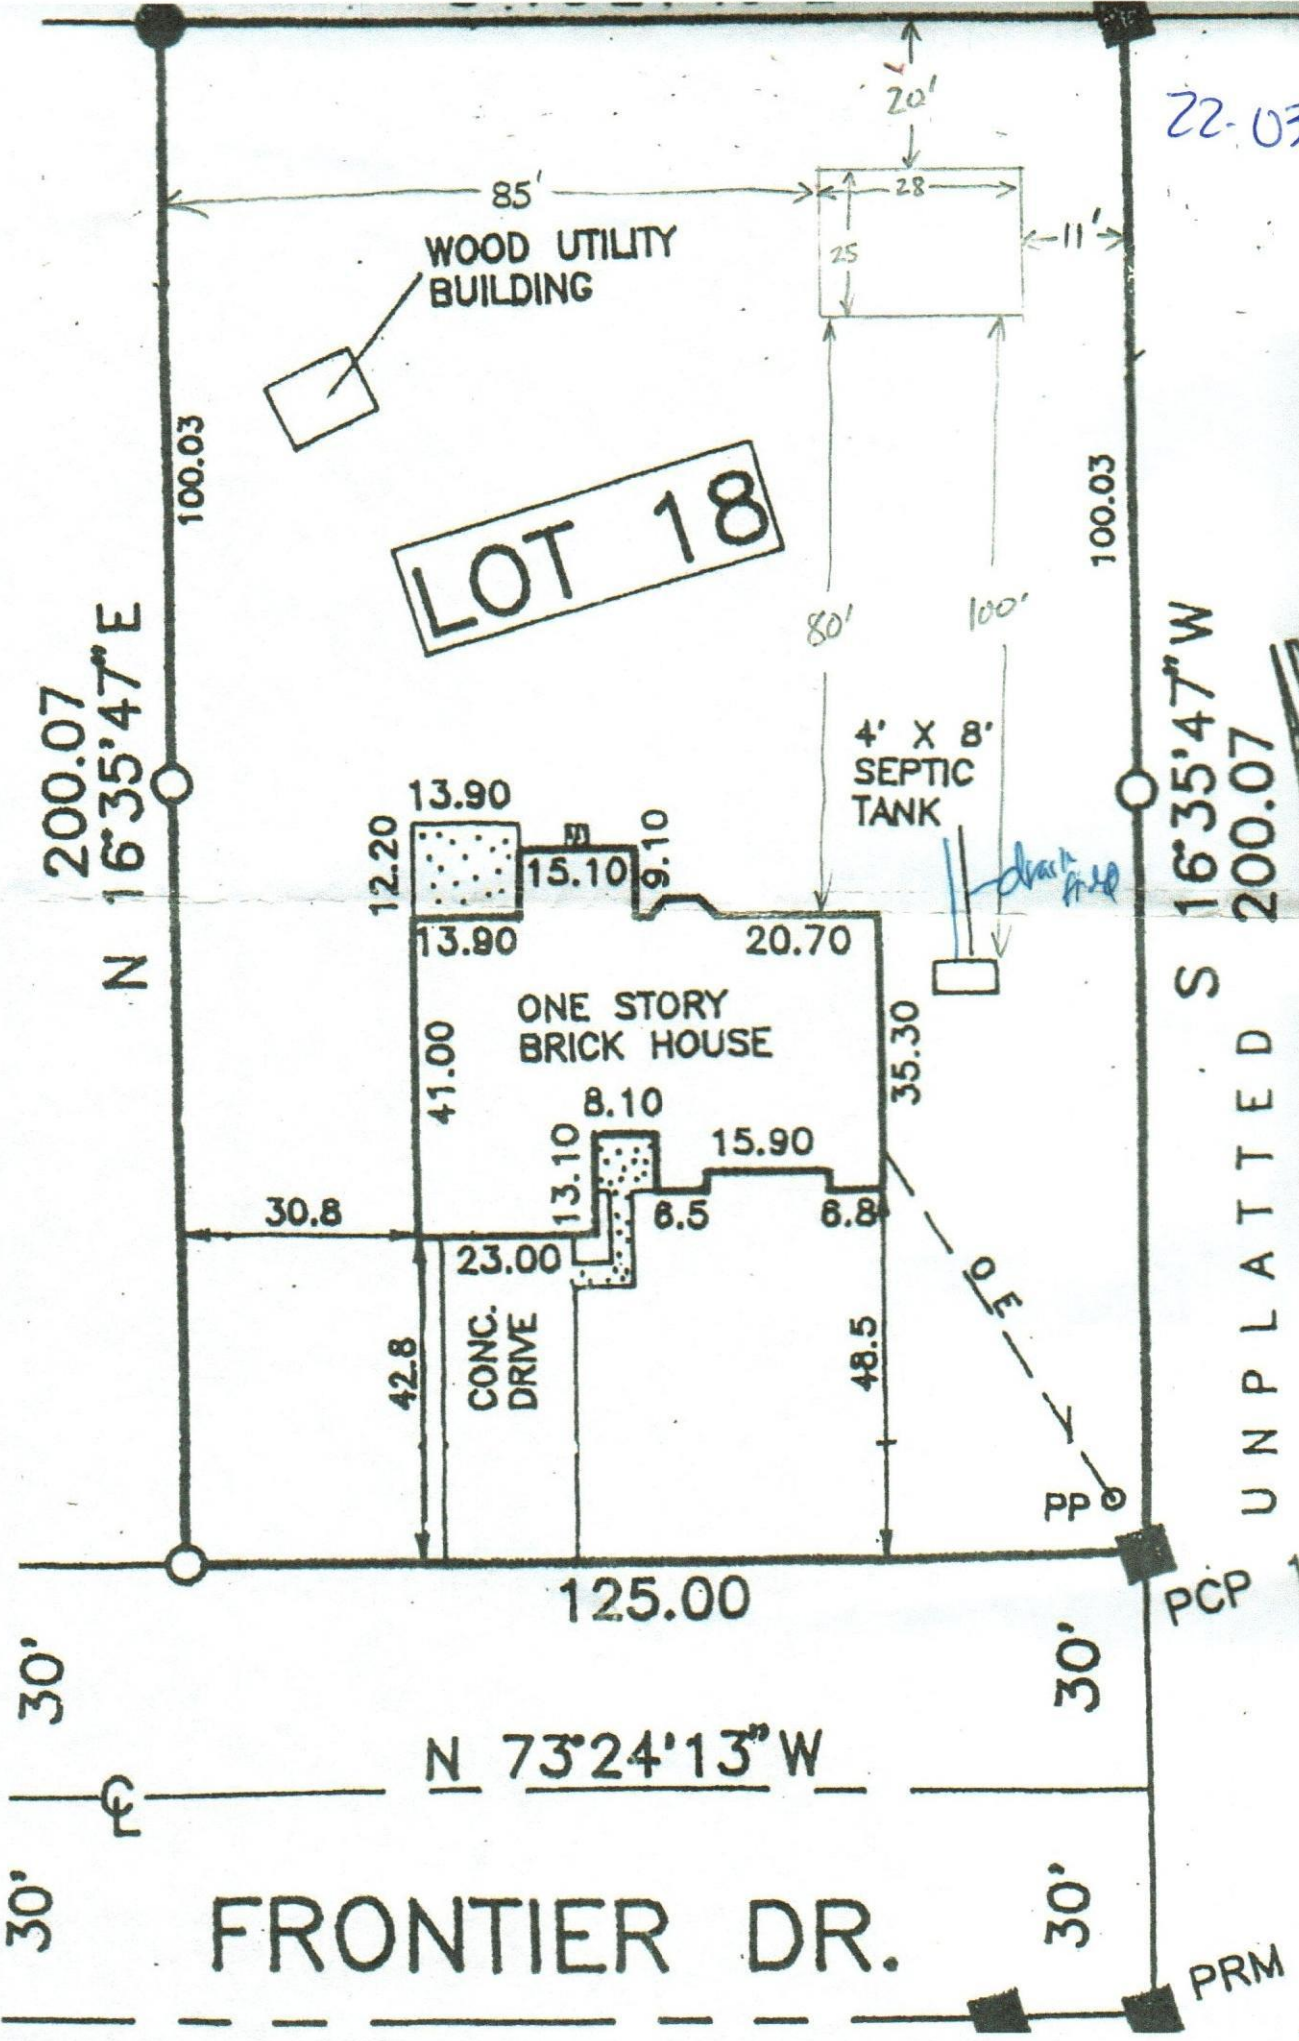 20'
22-03
85'
28
11'
25
WOOD UTILITY
BUILDING
100.03
100.03
LOT 18
80'
100'
200.07
N 16°35'47"E
S 16°35'47"W
200.07
4' X 8'
SEPTIC
TANK
13.90
12.20
15.10
9.10
13.90
20.70
ONE STORY
BRICK HOUSE
41.00
35.30
8.10
13.10
15.90
6.5
6.8
30.8
23.00
O E
CONC.
DRIVE
42.8
48.5
UNPLATTED
PP
125.00
PCP
30'
30'
N 73°24'13"W
CL
30'
30'
FRONTIER DR.
PRM